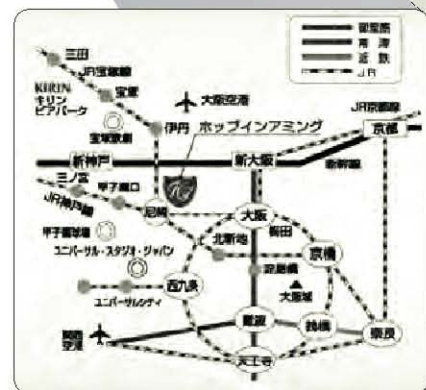 御堂筋
南海
近鉄
JR
三田
JR宝塚線
KIRIN
キリン
ビアパーク
宝塚
宝塚歌劇
伊丹
大阪空港
ホップインアミング
JR京都線
京都
新神戸
新大阪
新幹線
三ノ宮
甲子園口
JR神戸線
尼崎
大阪
梅田
甲子園球場
北新地
京橋
ユニバーサル・スタジオ・ジャパン
淀屋橋
大阪城
西九条
ユニバーサルシティ
難波
鶴橋
奈良
関西
空港
天王寺